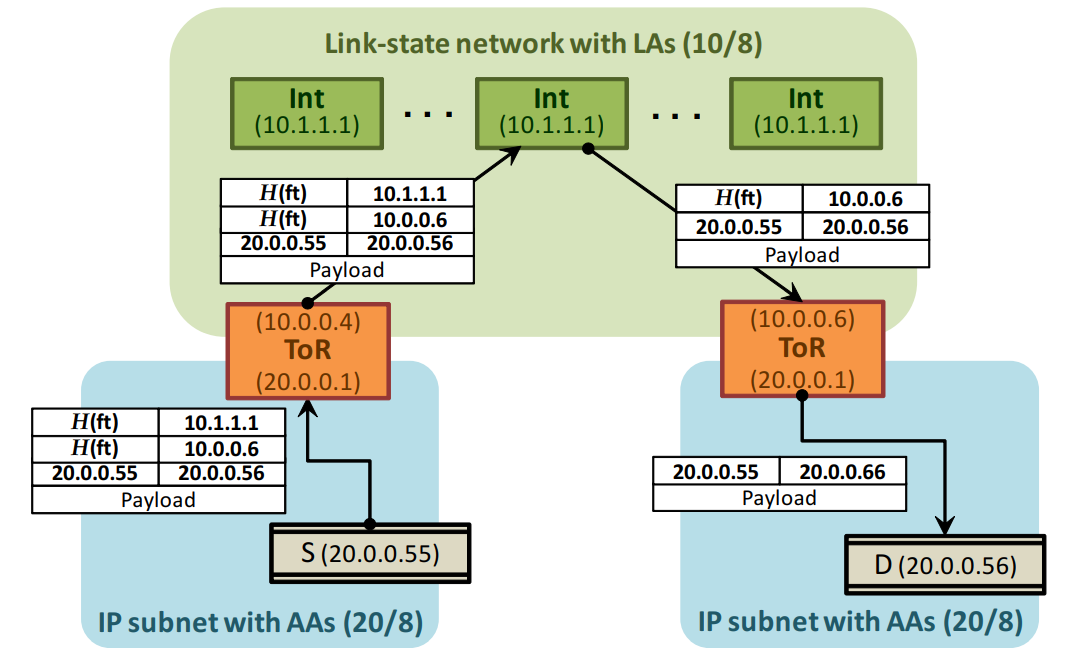 Link-state network with LAs (10/8)
Int
(10.1.1.1)
. . .
Int
(10.1.1.1)
. . .
Int
(10.1.1.1)
H(ft) 10.1.1.1
H(ft) 10.0.0.6
20.0.0.55 20.0.0.56
Payload
H(ft) 10.0.0.6
20.0.0.55 20.0.0.56
Payload
(10.0.0.4)
ToR
(20.0.0.1)
(10.0.0.6)
ToR
(20.0.0.1)
H(ft) 10.1.1.1
H(ft) 10.0.0.6
20.0.0.55 20.0.0.56
Payload
20.0.0.55 20.0.0.66
Payload
S (20.0.0.55)
D (20.0.0.56)
IP subnet with AAs (20/8)
IP subnet with AAs (20/8)